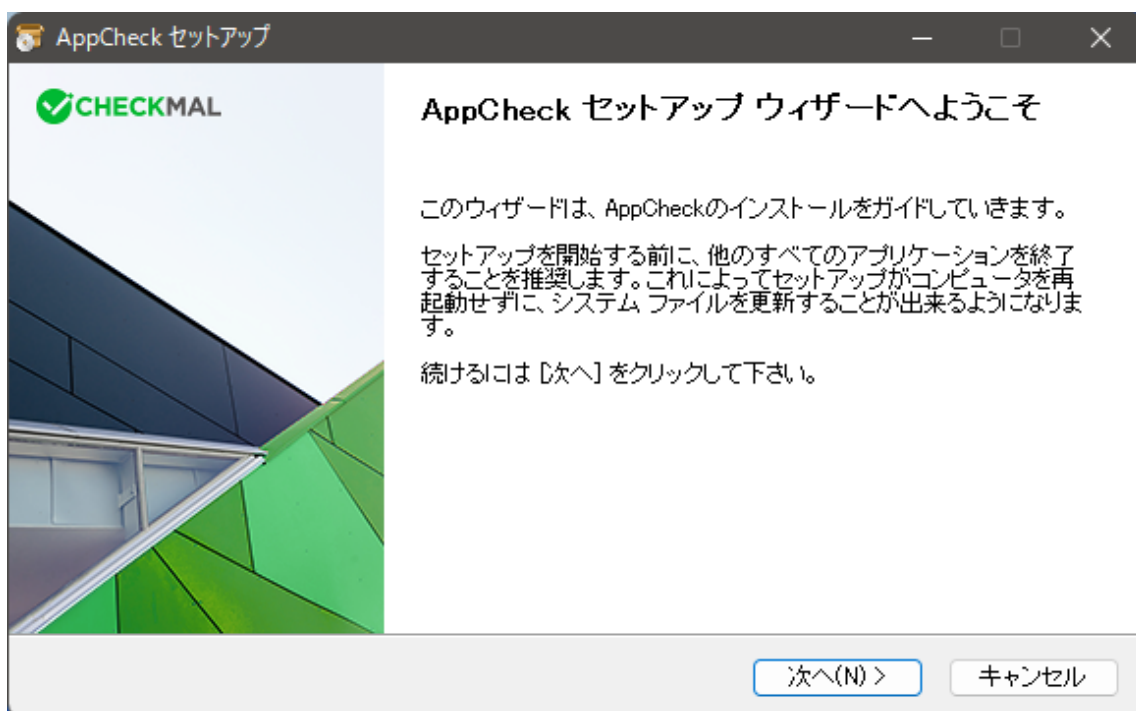 AppCheck セットアップ
CHECKMAL
AppCheck セットアップ ウィザードへようこそ
このウィザードは、AppCheckのインストールをガイドしていきます。
セットアップを開始する前に、他のすべてのアプリケーションを終了
することを推奨します。これによってセットアップがコンピュータを再
起動せずに、システム ファイルを更新することが出来るようになりま
す。
続けるには [次へ] をクリックして下さい。
次へ(N) >
キャンセル